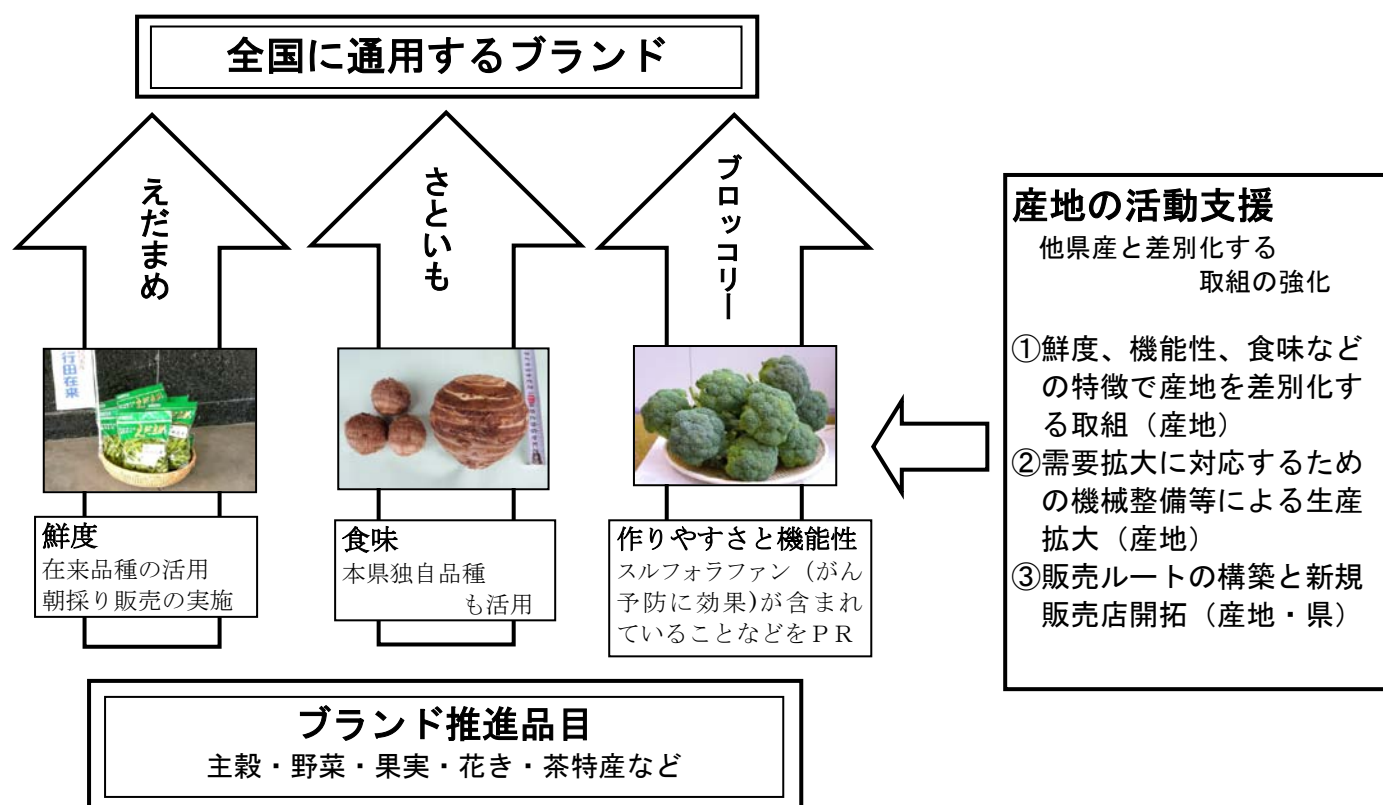 全国に通用するブランド
えだまめ
さといも
ブロッコリー
行田在来
鮮度
在来品種の活用
朝採り販売の実施
食味
本県独自品種
も活用
作りやすさと機能性
スルフォラファン（がん
予防に効果)が含まれ
ていることなどをＰＲ
産地の活動支援
他県産と差別化する
取組の強化
①鮮度、機能性、食味など
の特徴で産地を差別化す
る取組（産地）
②需要拡大に対応するため
の機械整備等による生産
拡大（産地）
③販売ルートの構築と新規
販売店開拓（産地・県）
ブランド推進品目
主穀・野菜・果実・花き・茶特産など